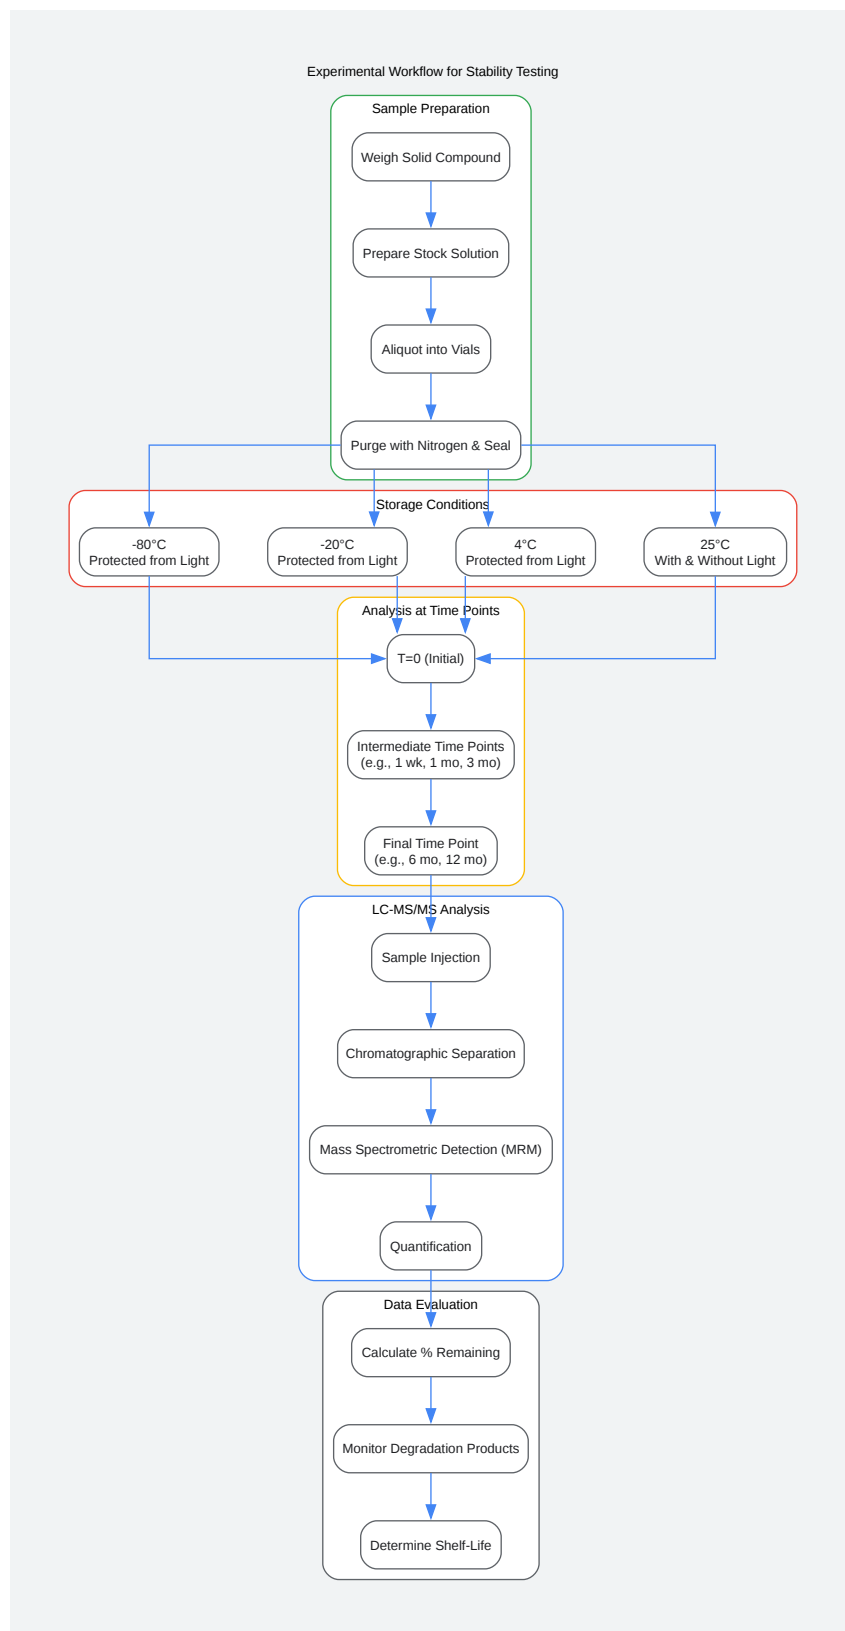 Experimental Workflow for Stability Testing
Sample Preparation
Weigh Solid Compound
Prepare Stock Solution
Aliquot into Vials
Purge with Nitrogen & Seal
Storage Conditions
-80°C
Protected from Light
-20°C
Protected from Light
4°C
Protected from Light
25°C
With & Without Light
Analysis at Time Points
T=0 (Initial)
Intermediate Time Points
(e.g., 1 wk, 1 mo, 3 mo)
Final Time Point
(e.g., 6 mo, 12 mo)
LC-MS/MS Analysis
Sample Injection
Chromatographic Separation
Mass Spectrometric Detection (MRM)
Quantification
Data Evaluation
Calculate % Remaining
Monitor Degradation Products
Determine Shelf-Life